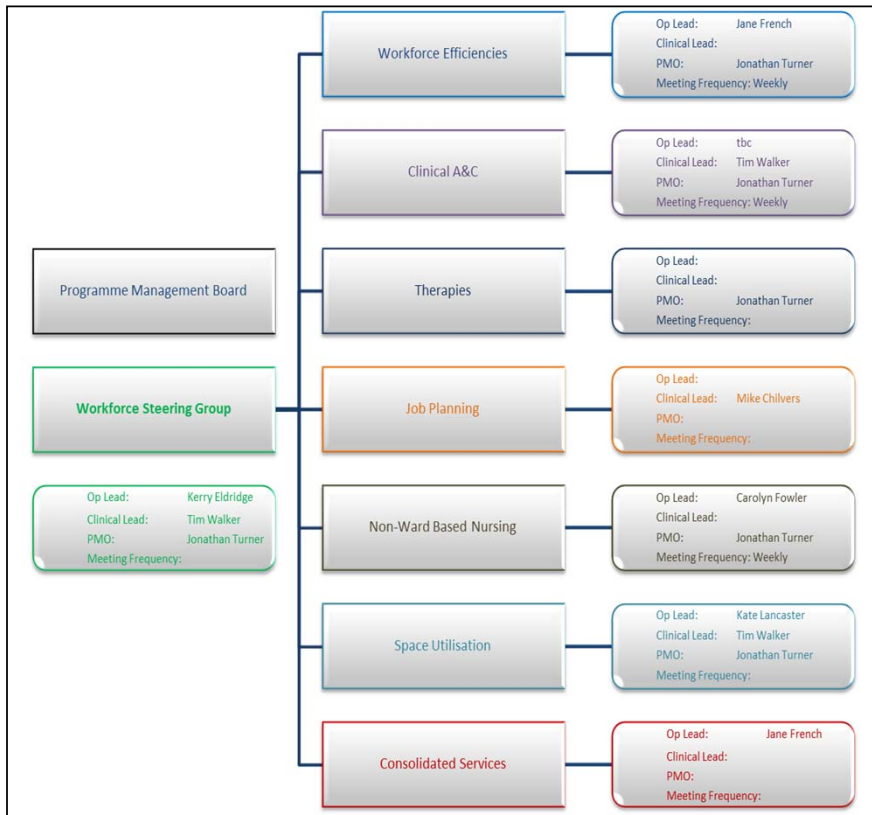 Workforce Efficiencies
Op Lead: Jane French
Clinical Lead:
PMO: Jonathan Turner
Meeting Frequency: Weekly
Clinical A&C
Op Lead: tbc
Clinical Lead: Tim Walker
PMO: Jonathan Turner
Meeting Frequency: Weekly
Programme Management Board
Therapies
Op Lead:
Clinical Lead:
PMO: Jonathan Turner
Meeting Frequency:
Workforce Steering Group
Op Lead: Kerry Eldridge
Clinical Lead: Tim Walker
PMO: Jonathan Turner
Meeting Frequency:
Job Planning
Op Lead:
Clinical Lead: Mike Chilvers
PMO:
Meeting Frequency:
Non-Ward Based Nursing
Op Lead: Carolyn Fowler
Clinical Lead:
PMO: Jonathan Turner
Meeting Frequency: Weekly
Space Utilisation
Op Lead: Kate Lancaster
Clinical Lead: Tim Walker
PMO: Jonathan Turner
Meeting Frequency:
Consolidated Services
Op Lead: Jane French
Clinical Lead:
PMO:
Meeting Frequency: